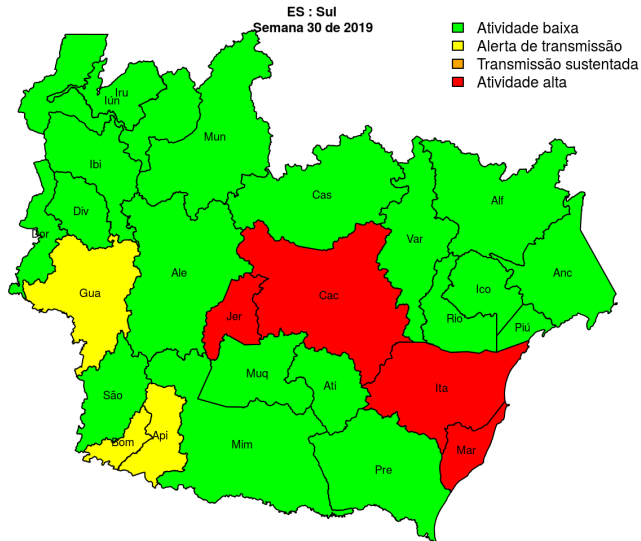 ES : Sul
Semana 30 de 2019
Atividade baixa
Alerta de transmissão
Transmissão sustentada
Atividade alta
Iru
Iún
Mun
Ibi
Cas
Alf
Div
Dor
Var
Ale
Anc
Gua
Cac
Ico
Jer
Rio
Piú
Muq
Ati
Ita
São
Api
Bom
Mim
Mar
Pre